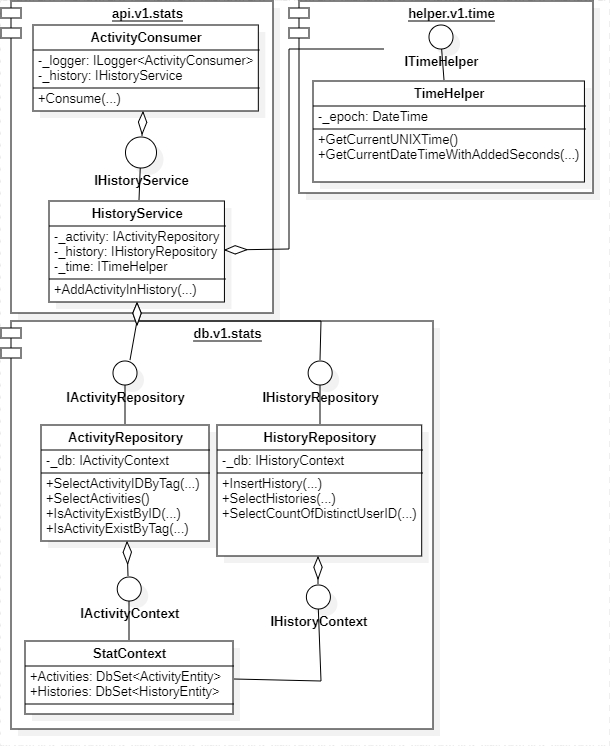 api.v1.stats
ActivityConsumer
-_logger: ILogger<ActivityConsumer>
-_history: IHistoryService
+Consume(...)
IHistoryService
HistoryService
-_activity: IActivityRepository
-_history: IHistoryRepository
-_time: ITimeHelper
+AddActivityInHistory(...)
helper.v1.time
ITimeHelper
TimeHelper
-_epoch: DateTime
+GetCurrentUNIXTime()
+GetCurrentDateTimeWithAddedSeconds(...)
db.v1.stats
IActivityRepository
ActivityRepository
-_db: IActivityContext
+SelectActivityIDByTag(...)
+SelectActivities()
+IsActivityExistByID(...)
+IsActivityExistByTag(...)
IHistoryRepository
HistoryRepository
-_db: IHistoryContext
+InsertHistory(...)
+SelectHistories(...)
+SelectCountOfDistinctUserID(...)
IActivityContext
IHistoryContext
StatContext
+Activities: DbSet<ActivityEntity>
+Histories: DbSet<HistoryEntity>